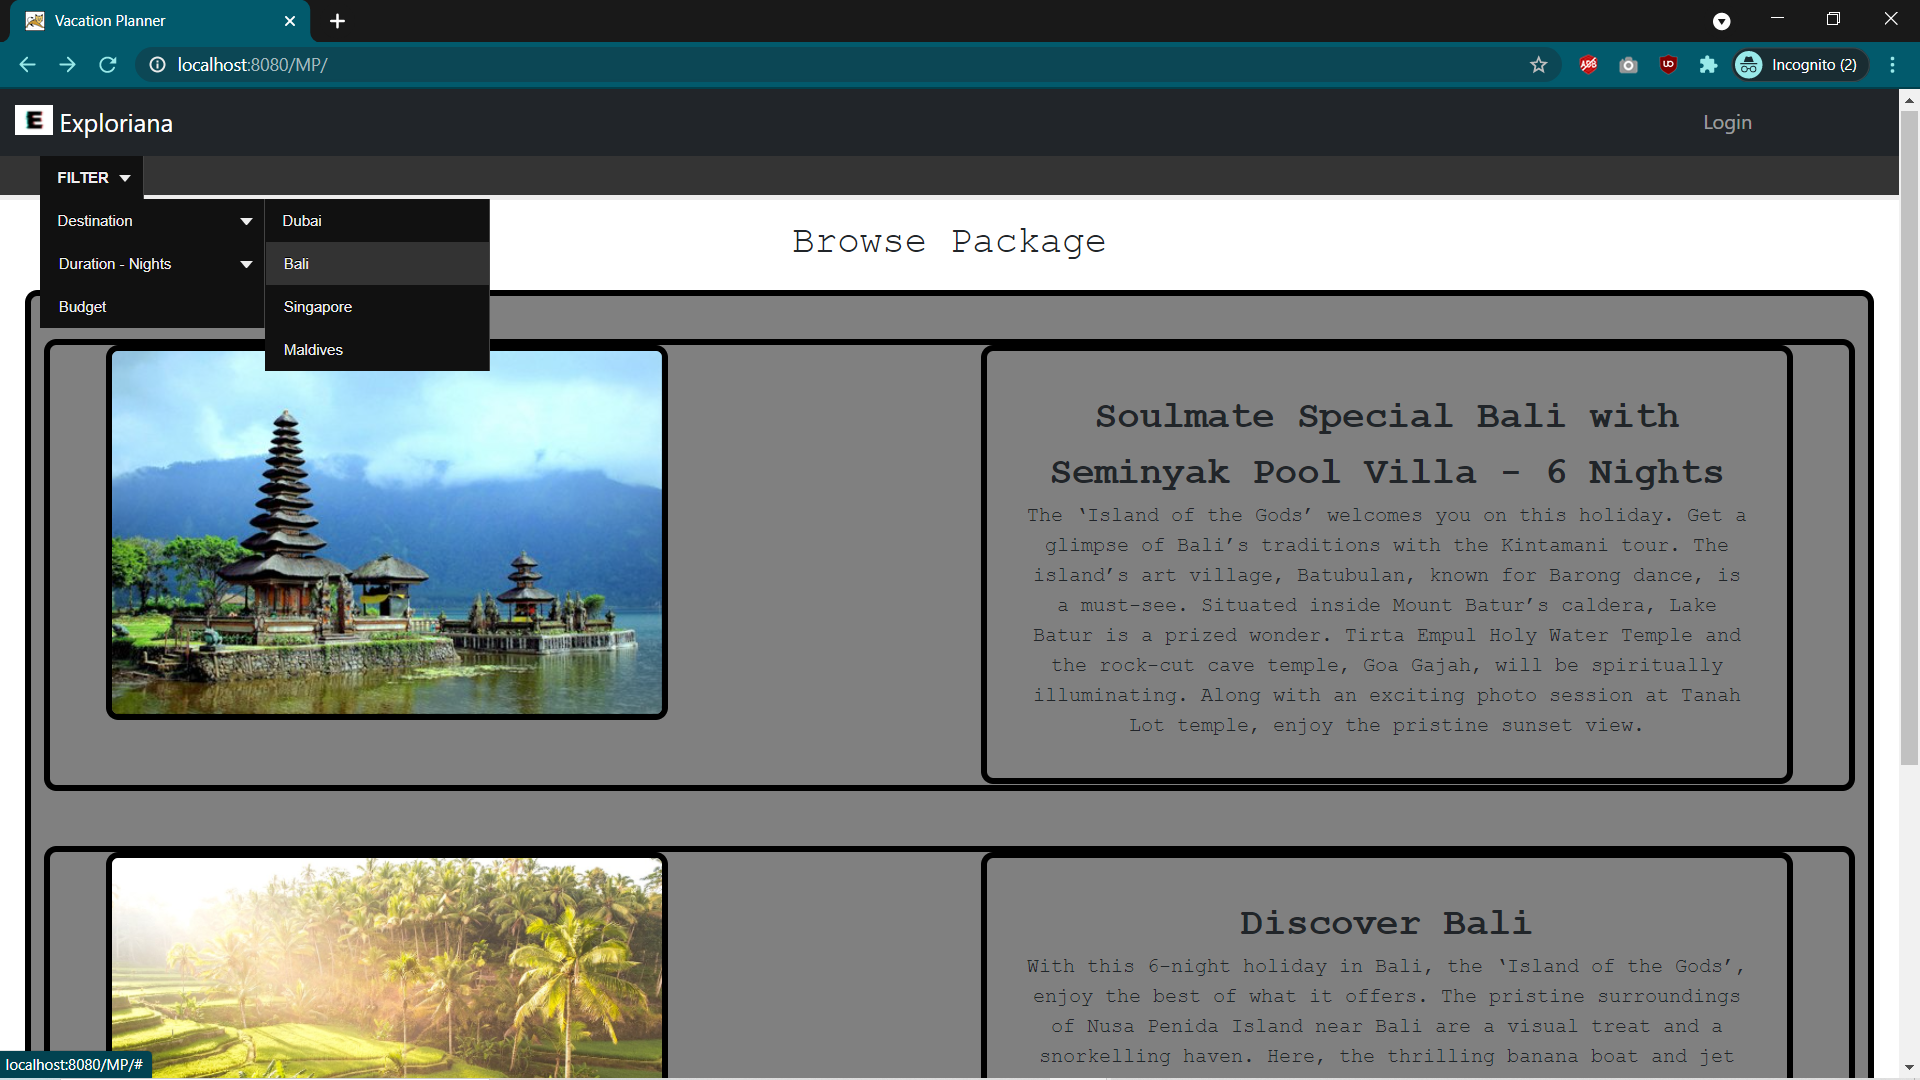 Vacation Planner
localhost:8080/MP/
ADB
UO
Incognito (2)
E Exploriana
Login
FILTER
Destination
Duration - Nights
Budget
Dubai
Bali
Singapore
Maldives
Browse Package
Soulmate Special Bali with
Seminyak Pool Villa - 6 Nights
The ‘Island of the Gods’ welcomes you on this holiday. Get a
glimpse of Bali’s traditions with the Kintamani tour. The
island’s art village, Batubulan, known for Barong dance, is
a must-see. Situated inside Mount Batur’s caldera, Lake
Batur is a prized wonder. Tirta Empul Holy Water Temple and
the rock-cut cave temple, Goa Gajah, will be spiritually
illuminating. Along with an exciting photo session at Tanah
Lot temple, enjoy the pristine sunset view.
Discover Bali
With this 6-night holiday in Bali, the ‘Island of the Gods’,
enjoy the best of what it offers. The pristine surroundings
of Nusa Penida Island near Bali are a visual treat and a
snorkelling haven. Here, the thrilling banana boat and jet
localhost:8080/MP/#